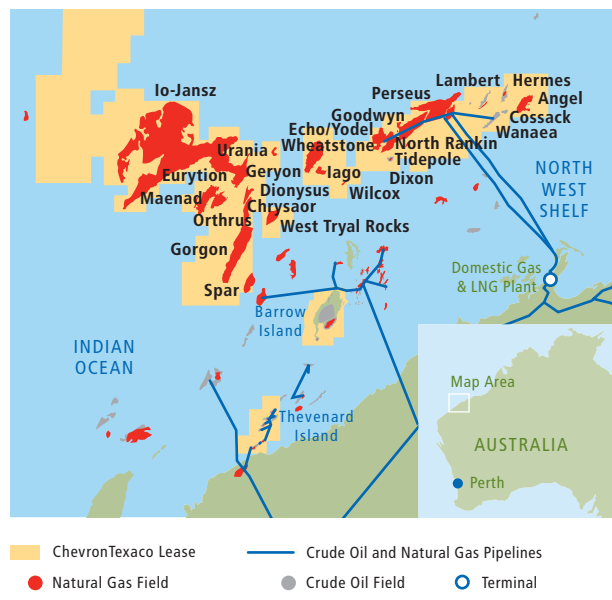 Io-Jansz
Perseus
Lambert
Hermes
Angel
Goodwyn
Cossack
Echo/Yodel
Wanaea
Urania
Wheatstone
North Rankin
Tidepole
Eurytion
Geryon
Iago
Dixon
Maenad
Dionysus
Wilcox
Chrysaor
Orthrus
West Tryal Rocks
Gorgon
Spar
NORTH
WEST
SHELF
Domestic Gas
& LNG Plant
Barrow
Island
INDIAN
OCEAN
Thevenard
Island
Map Area
AUSTRALIA
Perth
ChevronTexaco Lease
Crude Oil and Natural Gas Pipelines
Natural Gas Field
Crude Oil Field
Terminal